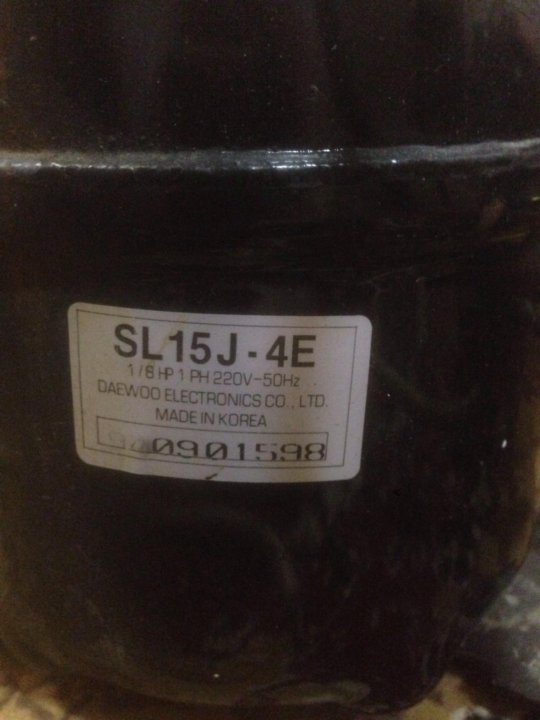 SL15J-4E
1/6 HP 1 PH 220V-50Hz
DAEWOO ELECTRONICS CO., LTD.
MADE IN KOREA
0901598